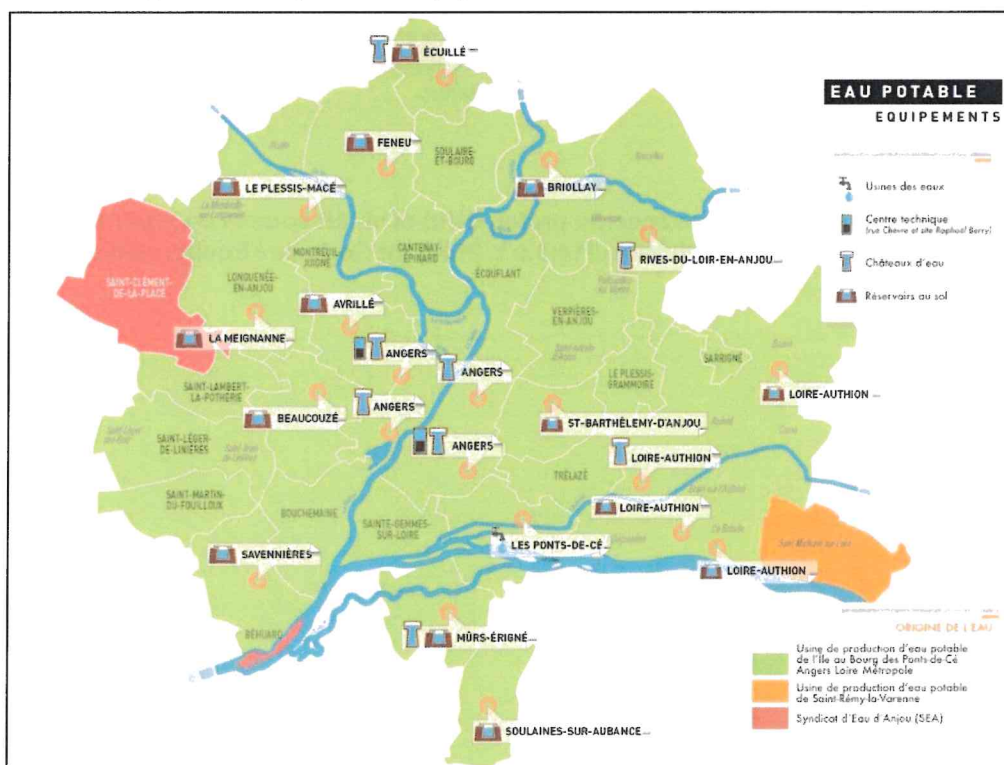 ÉCUILLÉ
EAU POTABLE
EQUIPEMENTS
FENEU
SOULAIRE-
ET-BOURG
LE PLESSIS-MACÉ
BRIOLLAY
Usines des eaux
Centre technique
(rue Chèvre et site Raphaël Berry)
Châteaux d'eau
Réservoirs au sol
MONTREUIL-
JUIGNÉ
CANTENAY-
ÉPINARD
ÉCOUFLANT
RIVES-DU-LOIR-EN-ANJOU
SAINT-CLÉMENT-
DE-LA-PLACE
LONGUENÉE-
EN-ANJOU
AVRILLÉ
VERRIÈRES-
EN-ANJOU
LA MEIGNANNE
ANGERS
ANGERS
SARRIGNÉ
LE PLESSIS-
GRAMMOIRE
SAINT-LAMBERT-
LA-POTHERIE
LOIRE-AUTHION
BEAUCOUZÉ
ANGERS
ST-BARTHÉLEMY-D'ANJOU
SAINT-LÉGER-
DE-LINIÈRES
ANGERS
LOIRE-AUTHION
TRÉLAZÉ
SAINT-MARTIN-
DU-FOUILLOUX
BOUCHEMAINE
SAINTE-GEMMES-
SUR-LOIRE
LOIRE-AUTHION
SAVENNIÈRES
LES PONTS-DE-CÉ
LOIRE-AUTHION
BÉHUARD
MÛRS-ÉRIGNÉ
ORIGINE DE L'EAU
Usine de production d'eau potable
de l'Ile au Bourg des Ponts-de-Cé
Angers Loire Métropole
Usine de production d'eau potable
de Saint-Rémy-la-Varenne
Syndicat d'Eau d'Anjou (SEA)
SOULAINES-SUR-AUBANCE